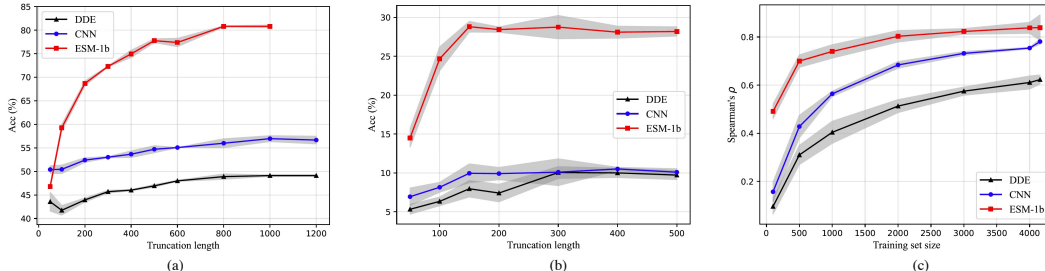 85
80
75
70
65
60
55
50
45
40
Acc (%)
DDE
CNN
ESM-1b
0 200 400 600 800 1000 1200
Truncation length
(a)
30
25
20
15
10
5
Acc (%)
DDE
CNN
ESM-1b
100 200 300 400 500
Truncation length
(b)
0.8
0.6
0.4
0.2
Spearman's ρ
DDE
CNN
ESM-1b
0 500 1000 1500 2000 2500 3000 3500 4000
Training set size
(c)